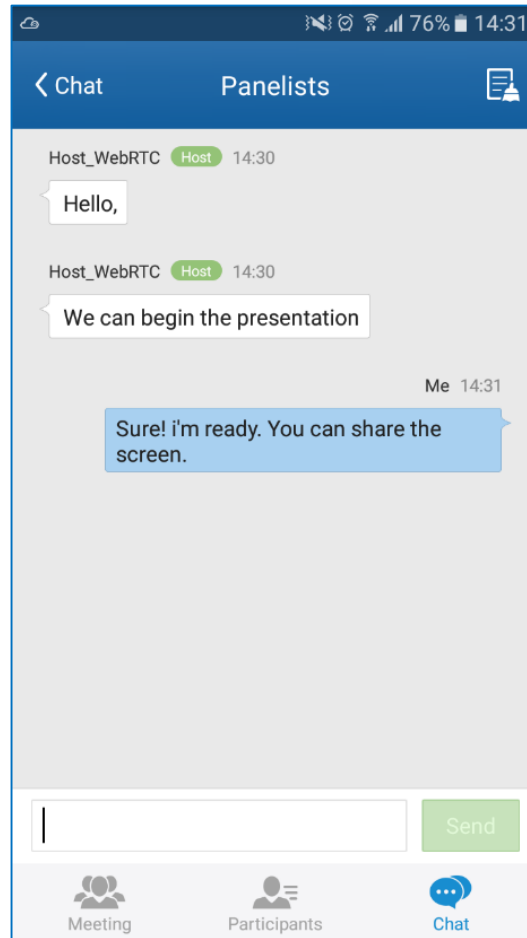 76% 14:31
Chat Panelists
Host_WebRTC Host 14:30
Hello,
Host_WebRTC Host 14:30
We can begin the presentation
Me 14:31
Sure! i'm ready. You can share the
screen.
Send
Meeting Participants Chat